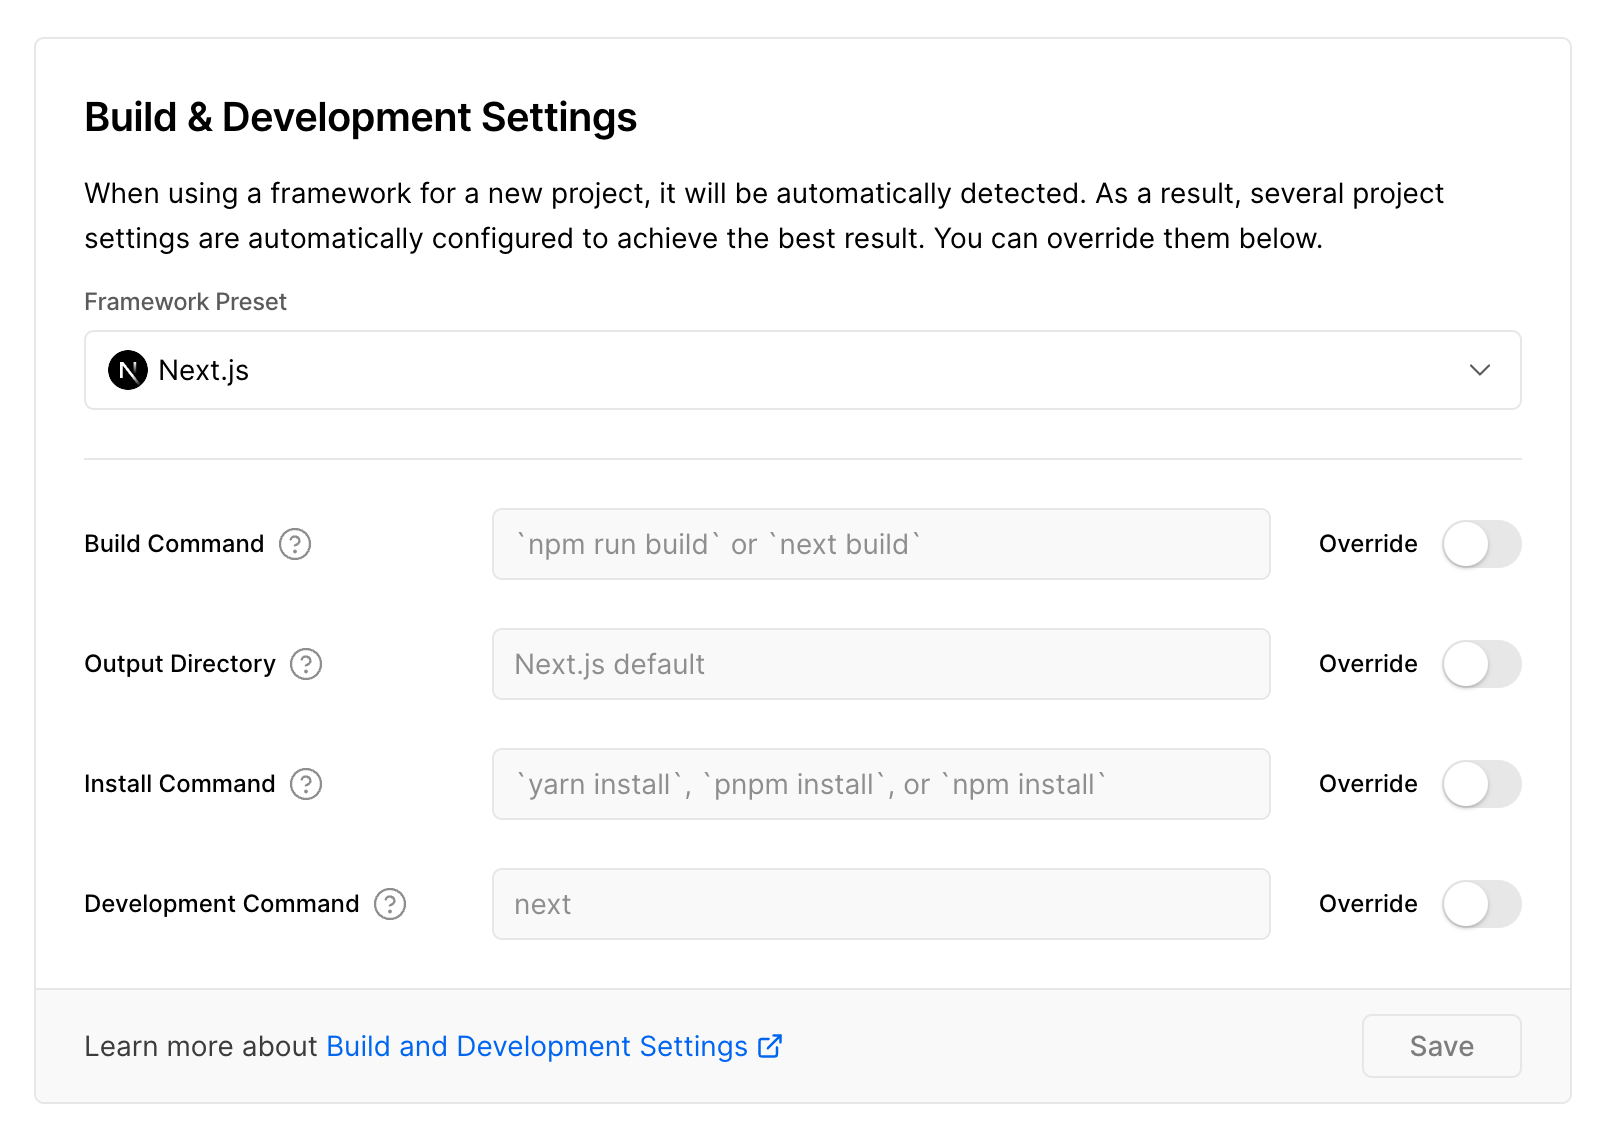 Build & Development Settings
When using a framework for a new project, it will be automatically detected. As a result, several project
settings are automatically configured to achieve the best result. You can override them below.
Framework Preset
N Next.js
Build Command ? `npm run build` or `next build` Override
Output Directory ? Next.js default Override
Install Command ? `yarn install`, `pnpm install`, or `npm install` Override
Development Command ? next Override
Learn more about Build and Development Settings Save